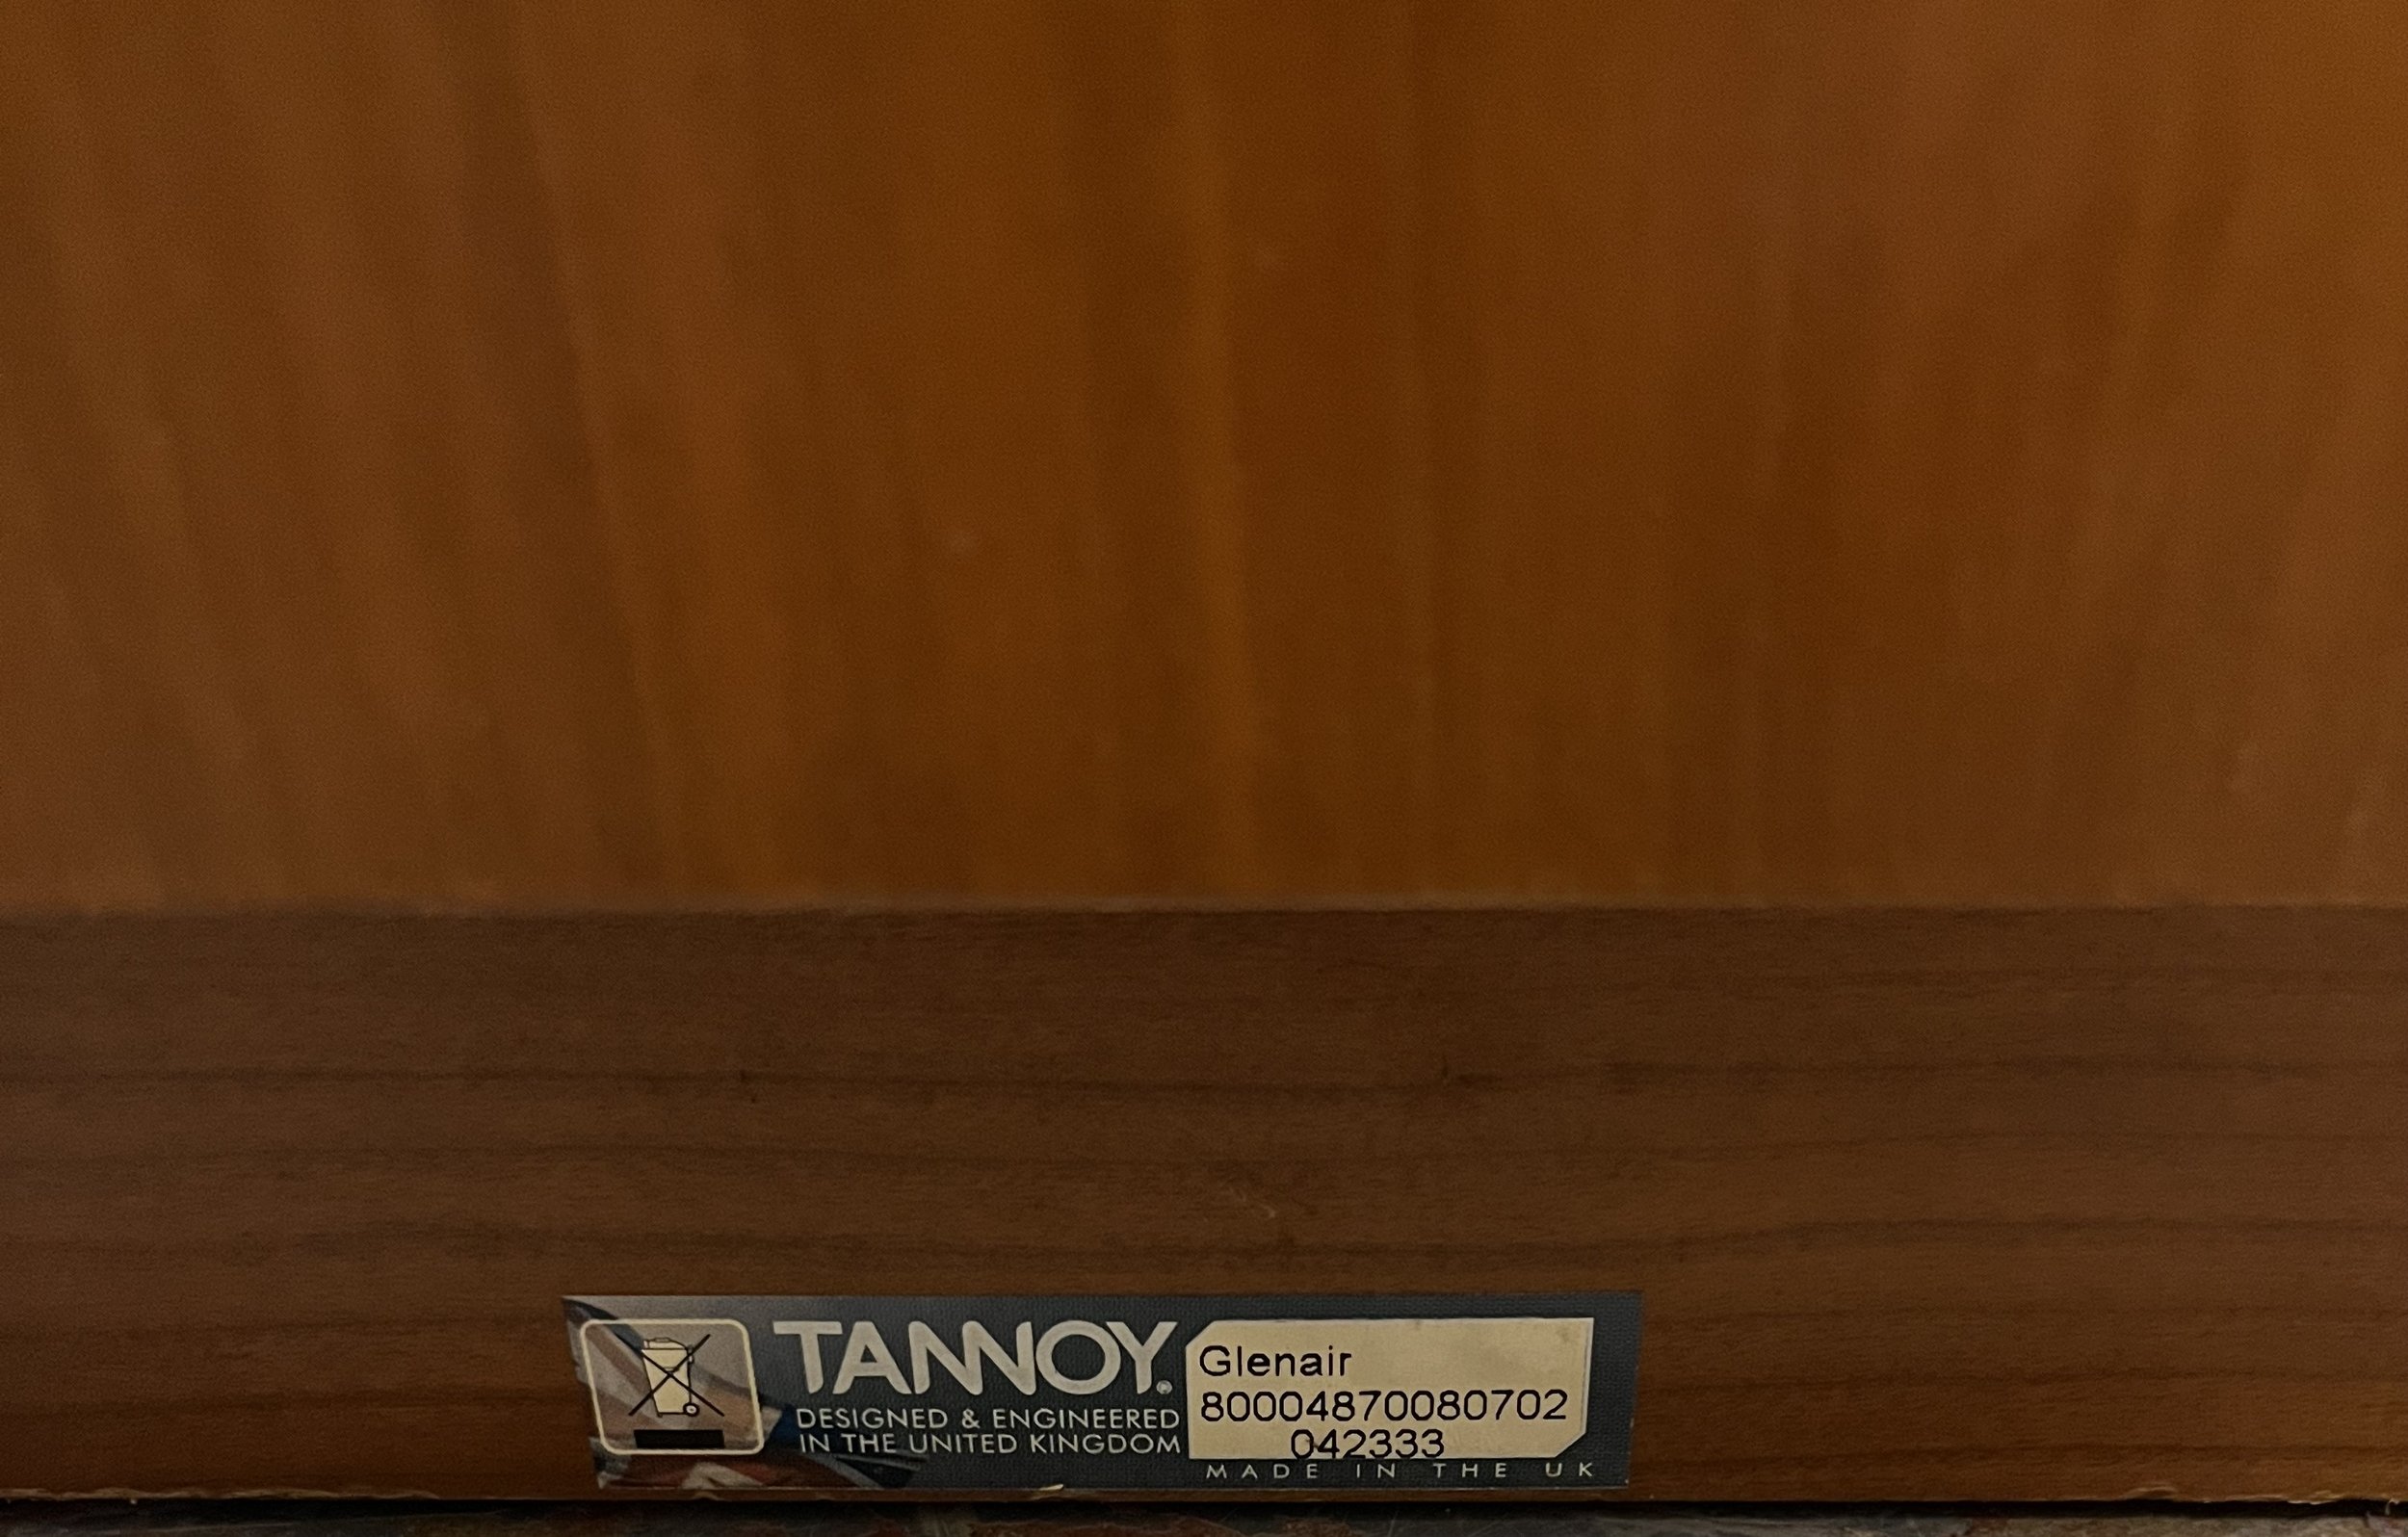 TANNOY®
DESIGNED & ENGINEERED
IN THE UNITED KINGDOM
Glenair
80004870080702
042333
MADE IN THE UK